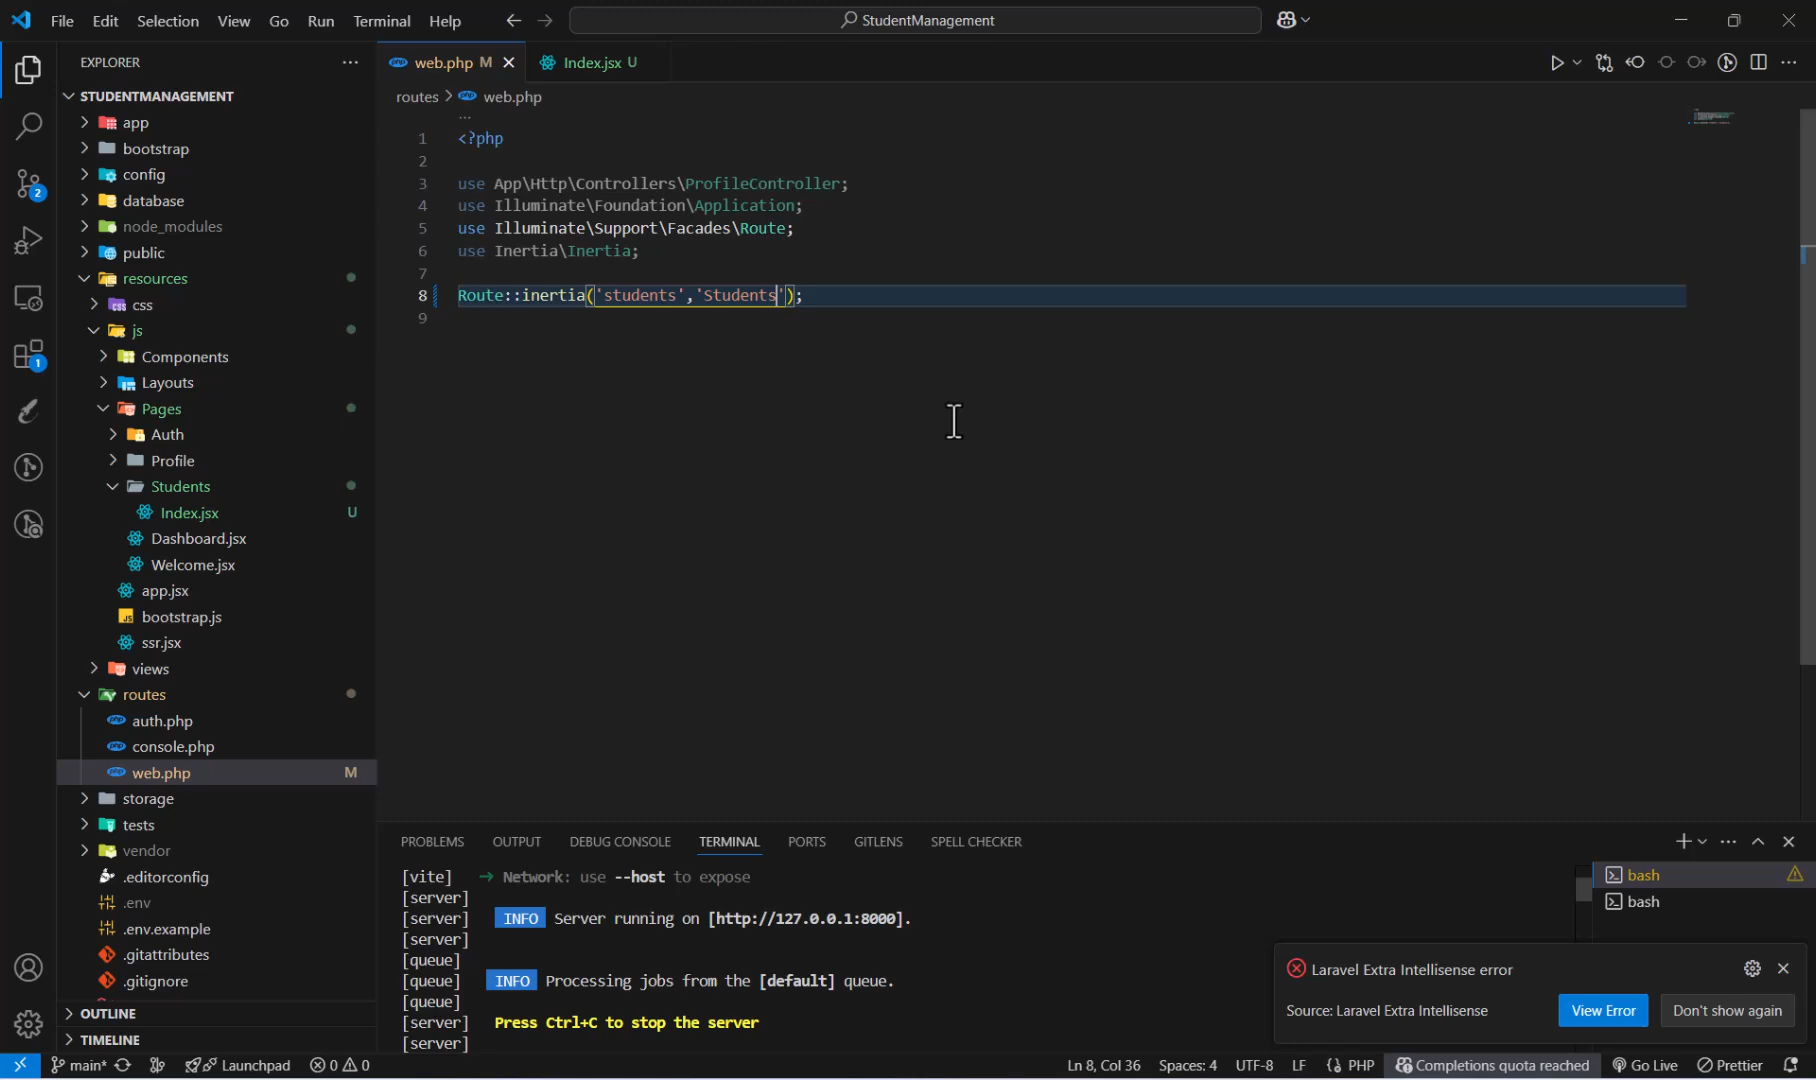 File Edit Selection View Go Run Terminal Help
StudentManagement
EXPLORER
web.php M
Index.jsx U
STUDENTMANAGEMENT
app
bootstrap
config
database
node_modules
public
resources
css
js
Components
Layouts
Pages
Auth
Profile
Students
Index.jsx U
Dashboard.jsx
Welcome.jsx
app.jsx
bootstrap.js
ssr.jsx
views
routes
auth.php
console.php
web.php M
storage
tests
vendor
.editorconfig
.env
.env.example
.gitattributes
.gitignore
OUTLINE
TIMELINE
2
1
routes > web.php
...
1 <?php
2
3 use App\Http\Controllers\ProfileController;
4 use Illuminate\Foundation\Application;
5 use Illuminate\Support\Facades\Route;
6 use Inertia\Inertia;
7
8 Route::inertia('students','Students');
9
PROBLEMS OUTPUT DEBUG CONSOLE TERMINAL PORTS GITLENS SPELL CHECKER
[vite] → Network: use --host to expose
[server]
[server] INFO Server running on [http://127.0.0.1:8000].
[server]
[queue]
[queue] INFO Processing jobs from the [default] queue.
[queue]
[server] Press Ctrl+C to stop the server
[server]
bash
bash
Laravel Extra Intellisense error
Source: Laravel Extra Intellisense
View Error
Don't show again
main* Launchpad 0 0
Ln 8, Col 36 Spaces: 4 UTF-8 LF PHP Completions quota reached Go Live Prettier